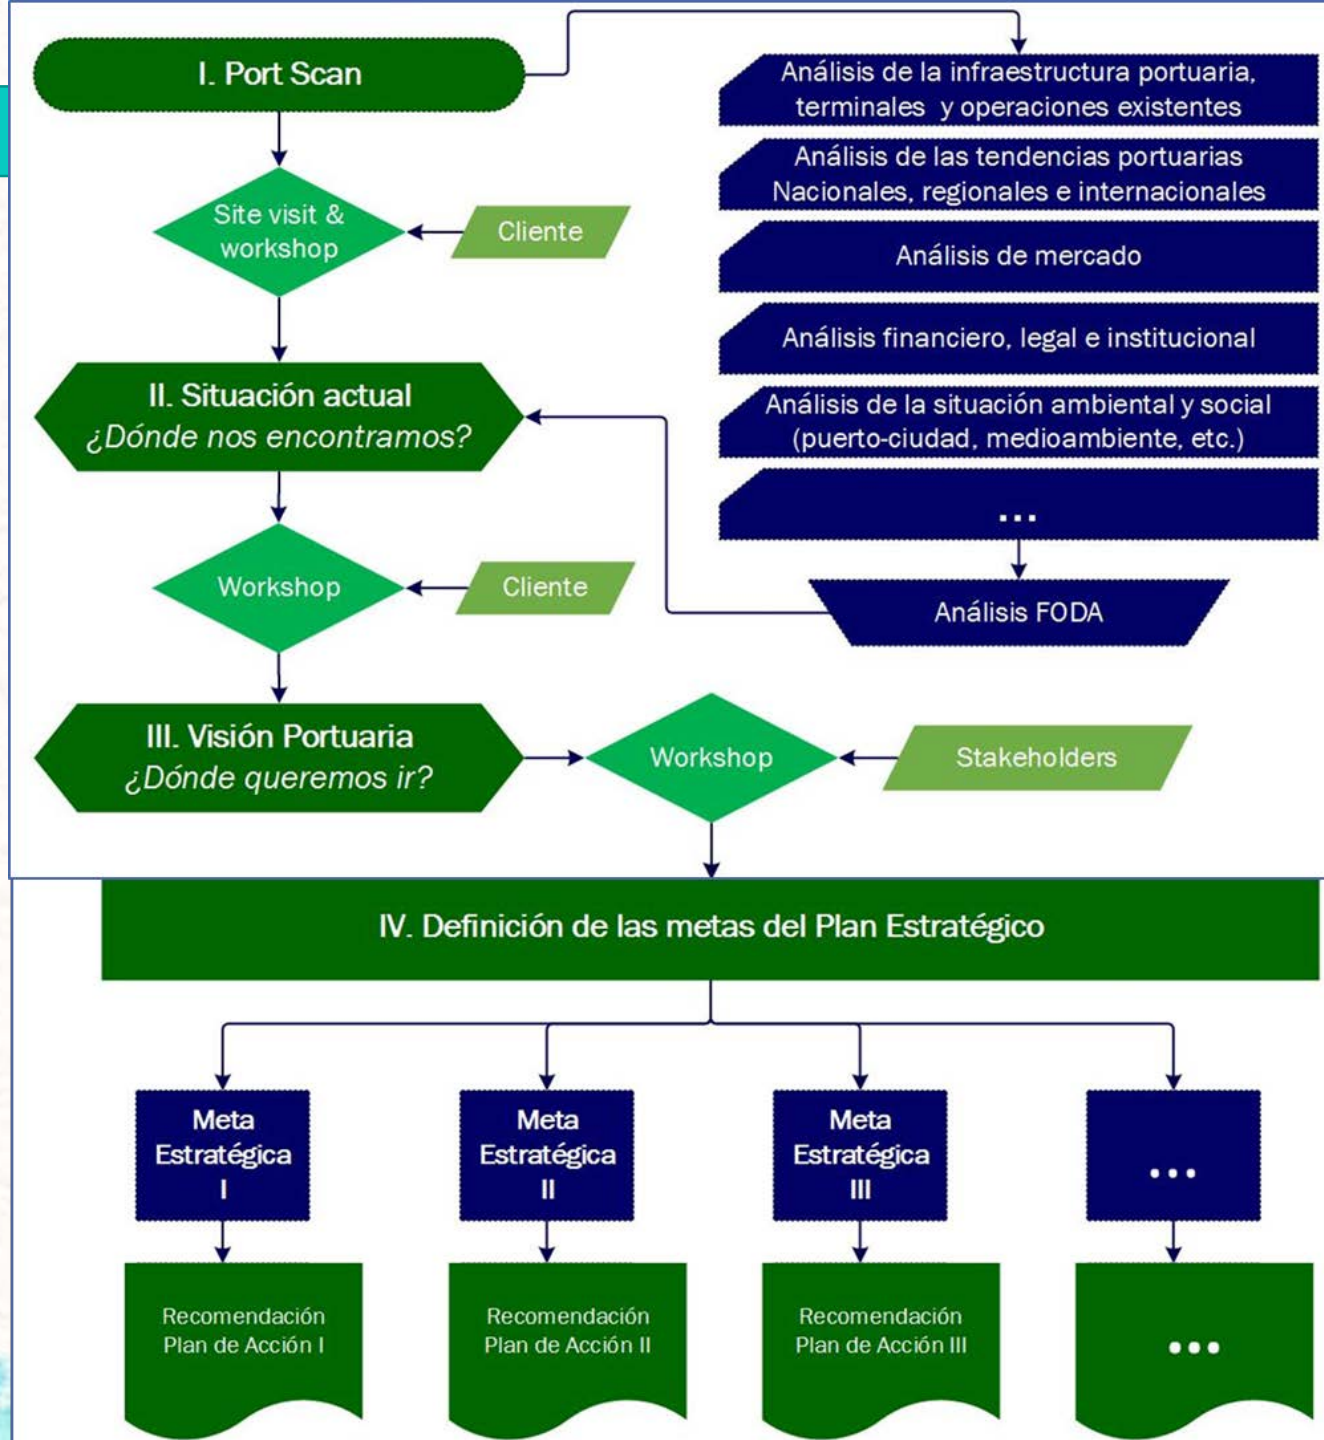 I. Port Scan
Análisis de la infraestructura portuaria,
terminales y operaciones existentes
Análisis de las tendencias portuarias
Nacionales, regionales e internacionales
Análisis de mercado
Análisis financiero, legal e institucional
Análisis de la situación ambiental y social
(puerto-ciudad, medioambiente, etc.)
...
Análisis FODA
Site visit &
workshop
Cliente
II. Situación actual
¿Dónde nos encontramos?
Workshop
Cliente
III. Visión Portuaria
¿Dónde queremos ir?
Workshop
Stakeholders
IV. Definición de las metas del Plan Estratégico
Meta
Estratégica
I
Meta
Estratégica
II
Meta
Estratégica
III
...
Recomendación
Plan de Acción I
Recomendación
Plan de Acción II
Recomendación
Plan de Acción III
...